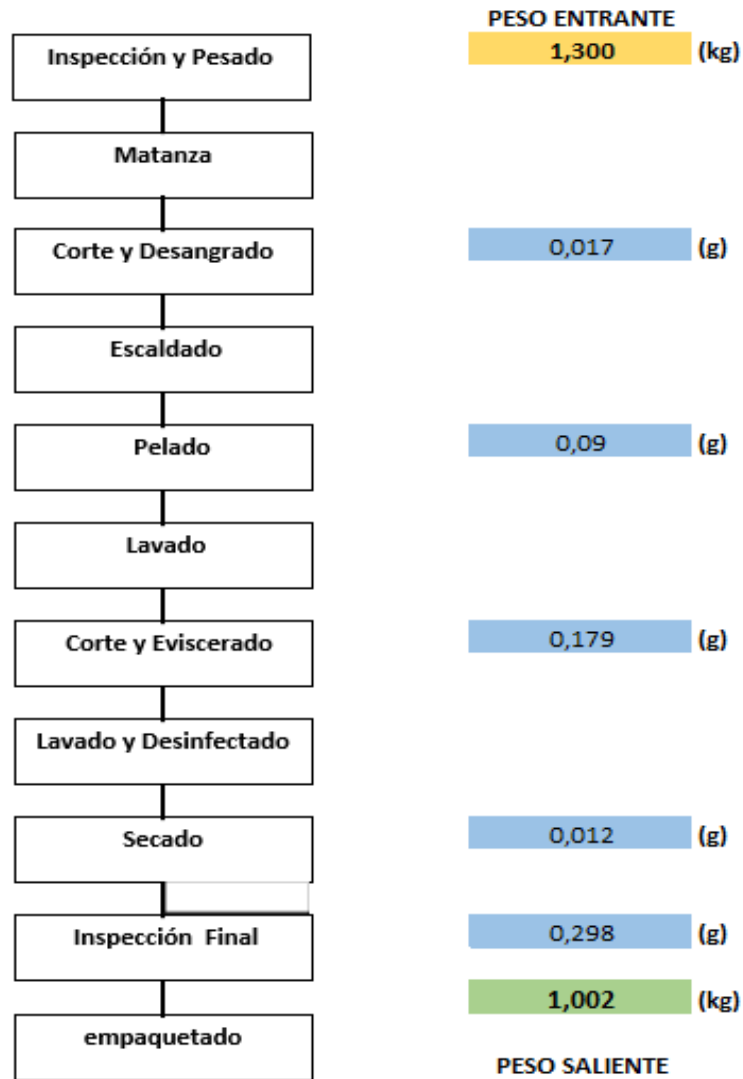 PESO ENTRANTE
Inspección y Pesado 1,300 (kg)
Matanza
Corte y Desangrado 0,017 (g)
Escaldado
Pelado 0,09 (g)
Lavado
Corte y Eviscerado 0,179 (g)
Lavado y Desinfectado
Secado 0,012 (g)
Inspección Final 0,298 (g)
1,002 (kg)
empaquetado
PESO SALIENTE